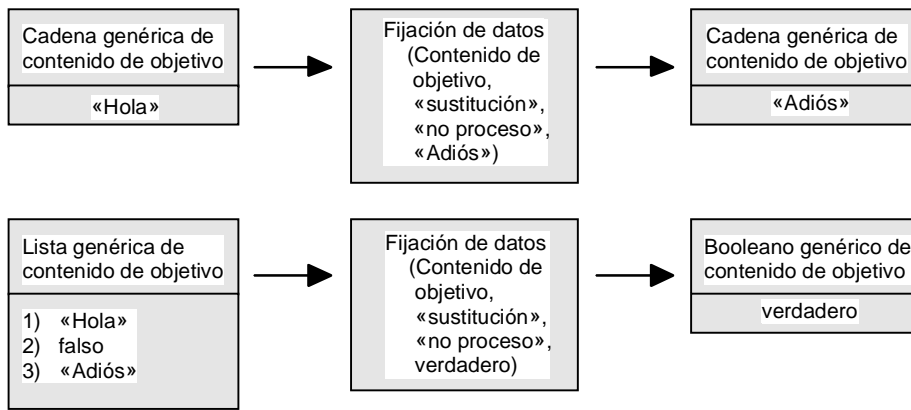 Cadena genérica de
contenido de objetivo
«Hola»
Fijación de datos
(Contenido de
objetivo,
«sustitución»,
«no proceso»,
«Adiós»)
Cadena genérica de
contenido de objetivo
«Adiós»
Lista genérica de
contenido de objetivo
1) «Hola»
2) falso
3) «Adiós»
Fijación de datos
(Contenido de
objetivo,
«sustitución»,
«no proceso»,
verdadero)
Booleano genérico de
contenido de objetivo
verdadero